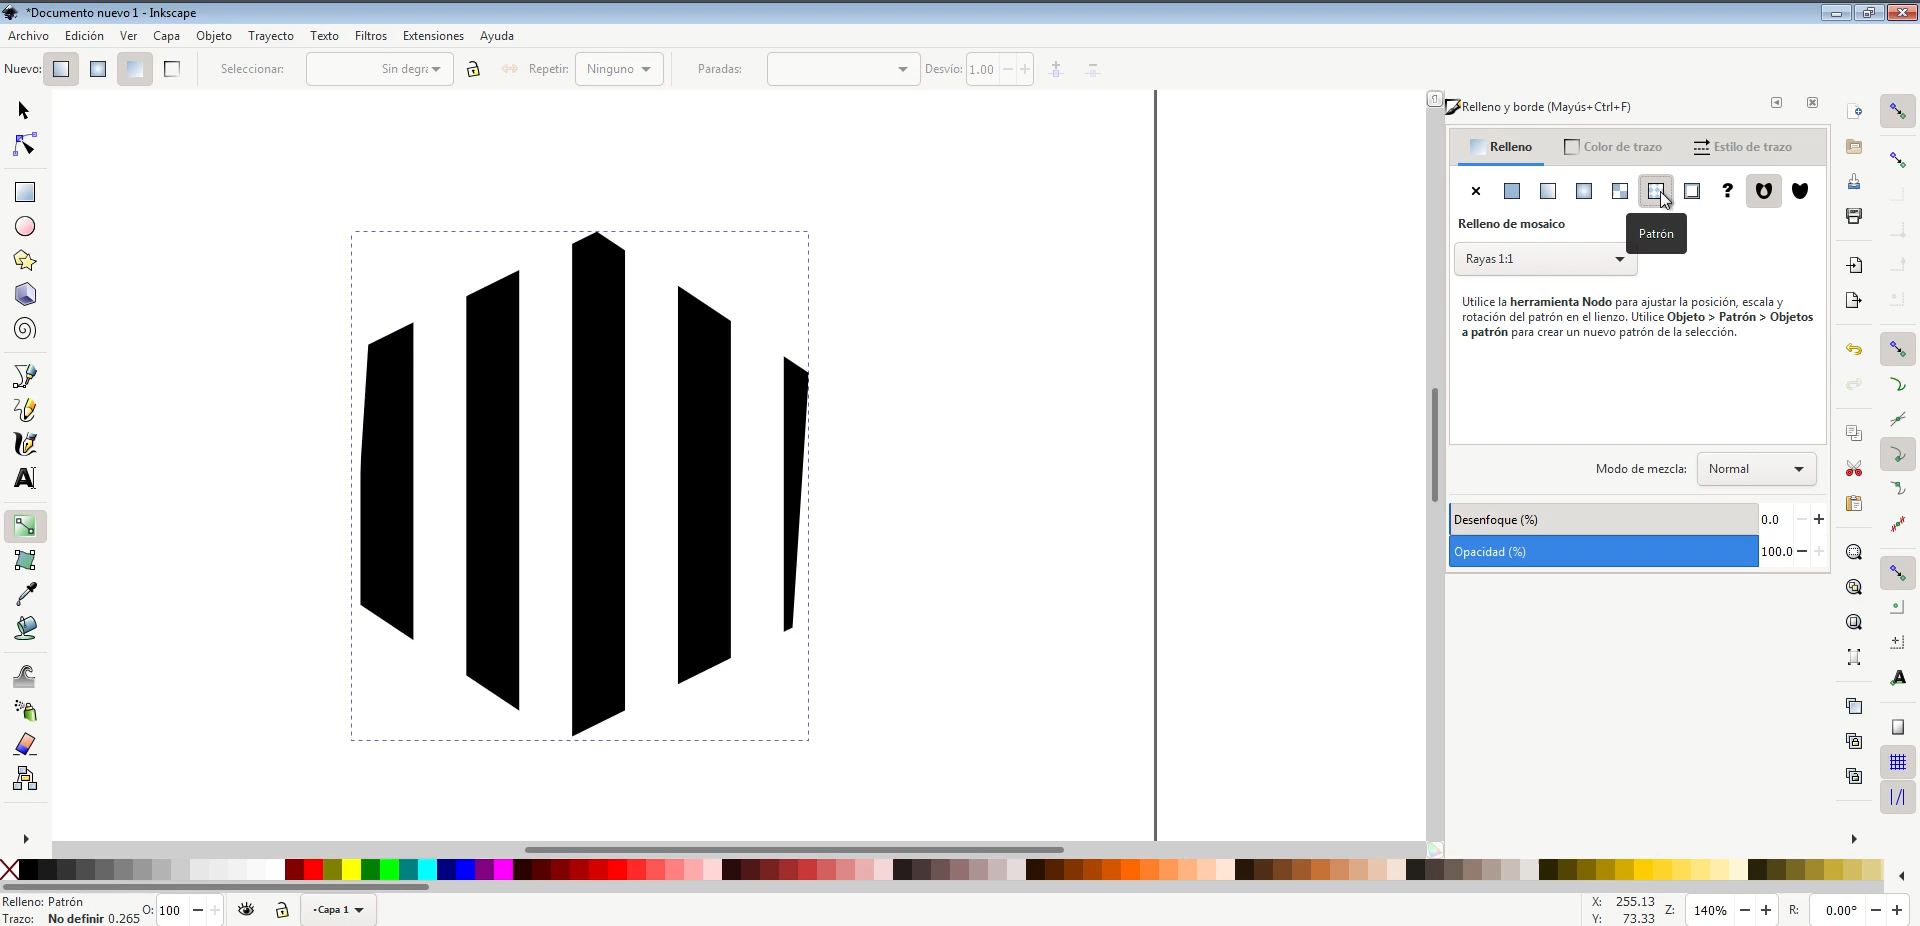 *Documento nuevo 1 - Inkscape
Archivo Edición Ver Capa Objeto Trayecto Texto Filtros Extensiones Ayuda
Nuevo: Seleccionar: Sin degra Repetir: Ninguno Paradas: Desvío: 1.00
Relleno y borde (Mayús+Ctrl+F)
Relleno Color de trazo Estilo de trazo
?
Relleno de mosaico
Patrón
Rayas 1:1
Utilice la herramienta Nodo para ajustar la posición, escala y
rotación del patrón en el lienzo. Utilice Objeto > Patrón > Objetos
a patrón para crear un nuevo patrón de la selección.
Modo de mezcla: Normal
Desenfoque (%) 0.0
Opacidad (%) 100.0
Relleno: Patrón
Trazo: No definir 0.265 O: 100 Capa 1
X: 255.13
Y: 73.33
Z: 140% R: 0.00°